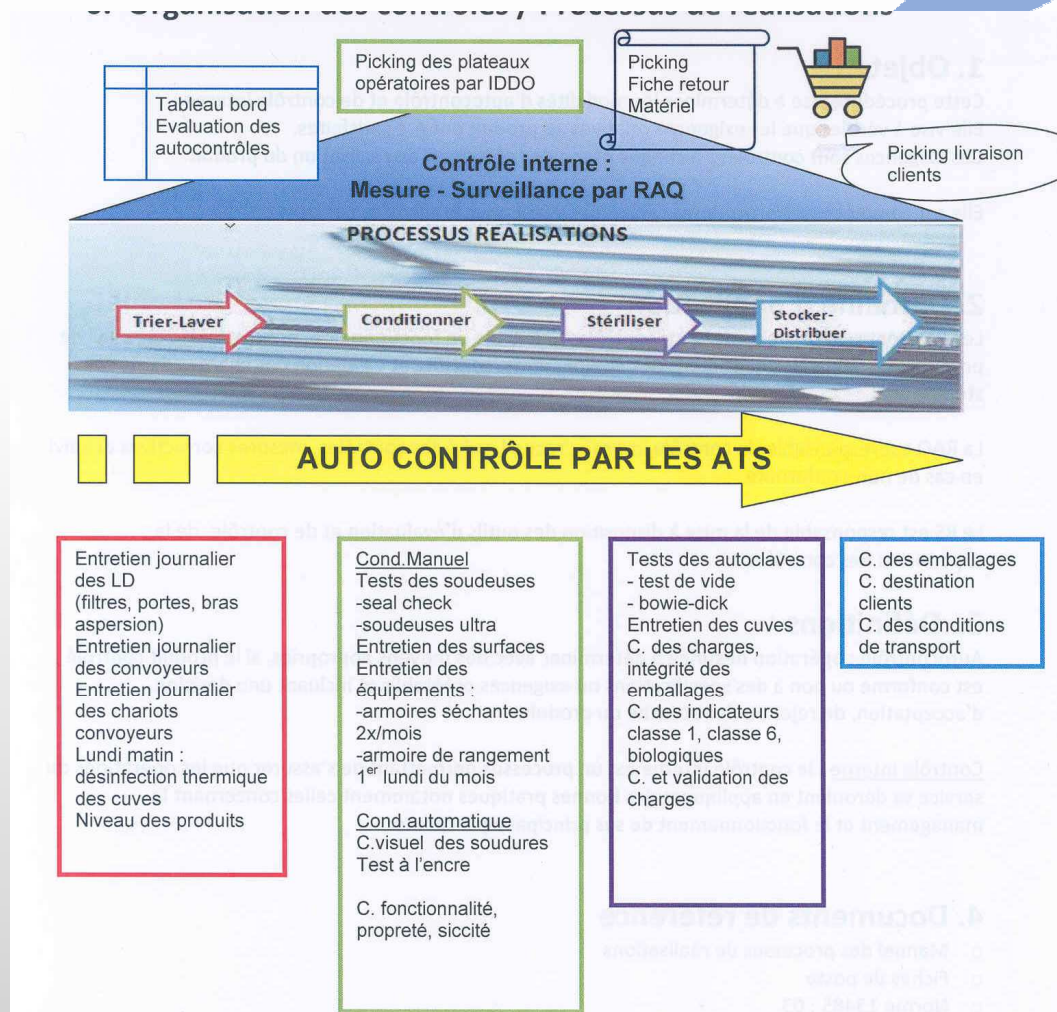 Organisation des contrôles / Processus de réalisations
Tableau bord
Evaluation des
autocontrôles
Picking des plateaux
opératoires par IDDO
Picking
Fiche retour
Matériel
Picking livraison
clients
Contrôle interne :
Mesure - Surveillance par RAQ
PROCESSUS REALISATIONS
Trier-Laver
Conditionner
Stériliser
Stocker-
Distribuer
AUTO CONTRÔLE PAR LES ATS
Entretien journalier
des LD
(filtres, portes, bras
aspersion)
Entretien journalier
des convoyeurs
Entretien journalier
des chariots
convoyeurs
Lundi matin :
désinfection thermique
des cuves
Niveau des produits
Cond.Manuel
Tests des soudeuses
-seal check
-soudeuses ultra
Entretien des surfaces
Entretien des
équipements :
-armoires séchantes
2x/mois
-armoire de rangement
1er lundi du mois
Cond.automatique
C.visuel des soudures
Test à l'encre
C. fonctionnalité,
propreté, siccité
Tests des autoclaves
- test de vide
- bowie-dick
Entretien des cuves
C. des charges,
intégrité des
emballages
C. des indicateurs
classe 1, classe 6,
biologiques
C. et validation des
charges
C. des emballages
C. destination
clients
C. des conditions
de transport